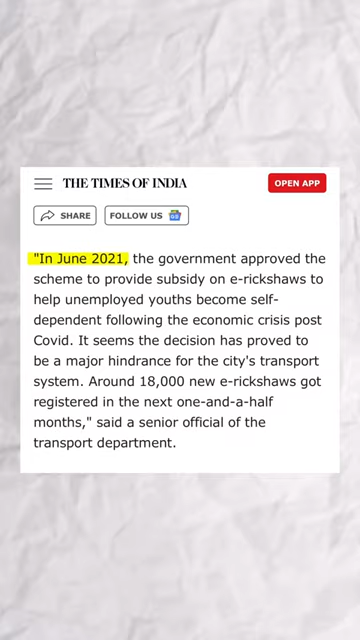 THE TIMES OF INDIA
OPEN APP
SHARE
FOLLOW US
"In June 2021, the government approved the
scheme to provide subsidy on e-rickshaws to
help unemployed youths become self-
dependent following the economic crisis post
Covid. It seems the decision has proved to
be a major hindrance for the city's transport
system. Around 18,000 new e-rickshaws got
registered in the next one-and-a-half
months," said a senior official of the
transport department.